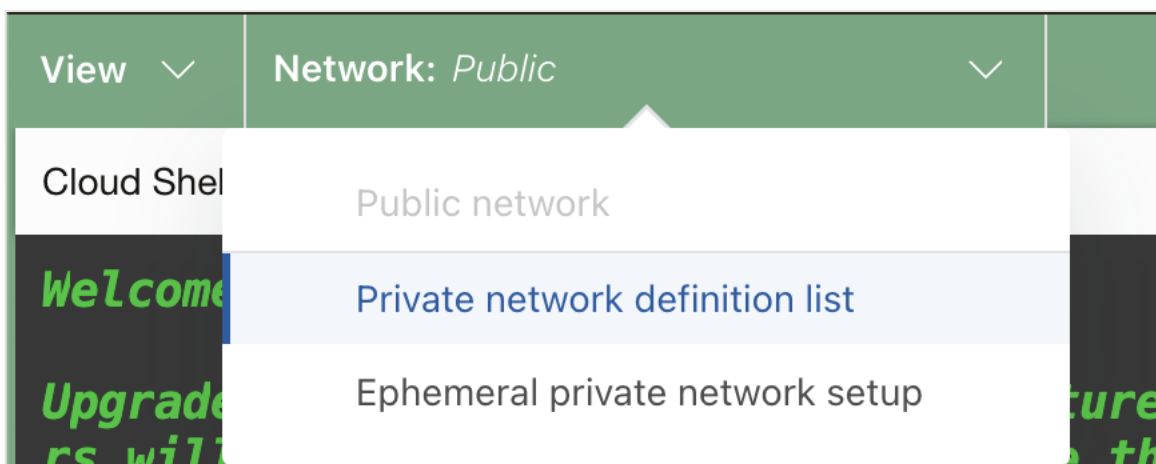 View
Network: Public
Cloud Shel
Public network
Welcome
Private network definition list
Upgrade
Ephemeral private network setup
ture
rs will
e th